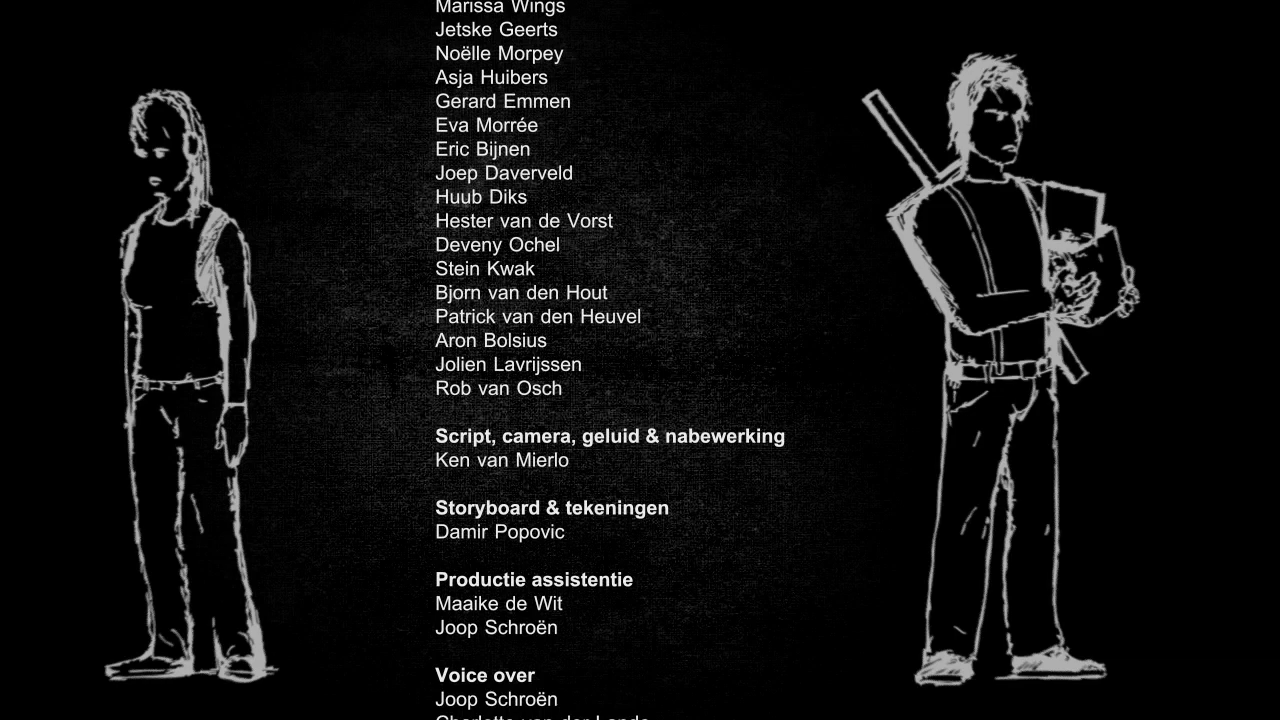 Marissa Wings
Jetske Geerts
Noëlle Morpey
Asja Huibers
Gerard Emmen
Eva Morrée
Eric Bijnen
Joep Daverveld
Huub Diks
Hester van de Vorst
Deveny Ochel
Stein Kwak
Bjorn van den Hout
Patrick van den Heuvel
Aron Bolsius
Jolien Lavrijssen
Rob van Osch
Script, camera, geluid & nabewerking
Ken van Mierlo
Storyboard & tekeningen
Damir Popovic
Productie assistentie
Maaike de Wit
Joop Schroën
Voice over
Joop Schroën